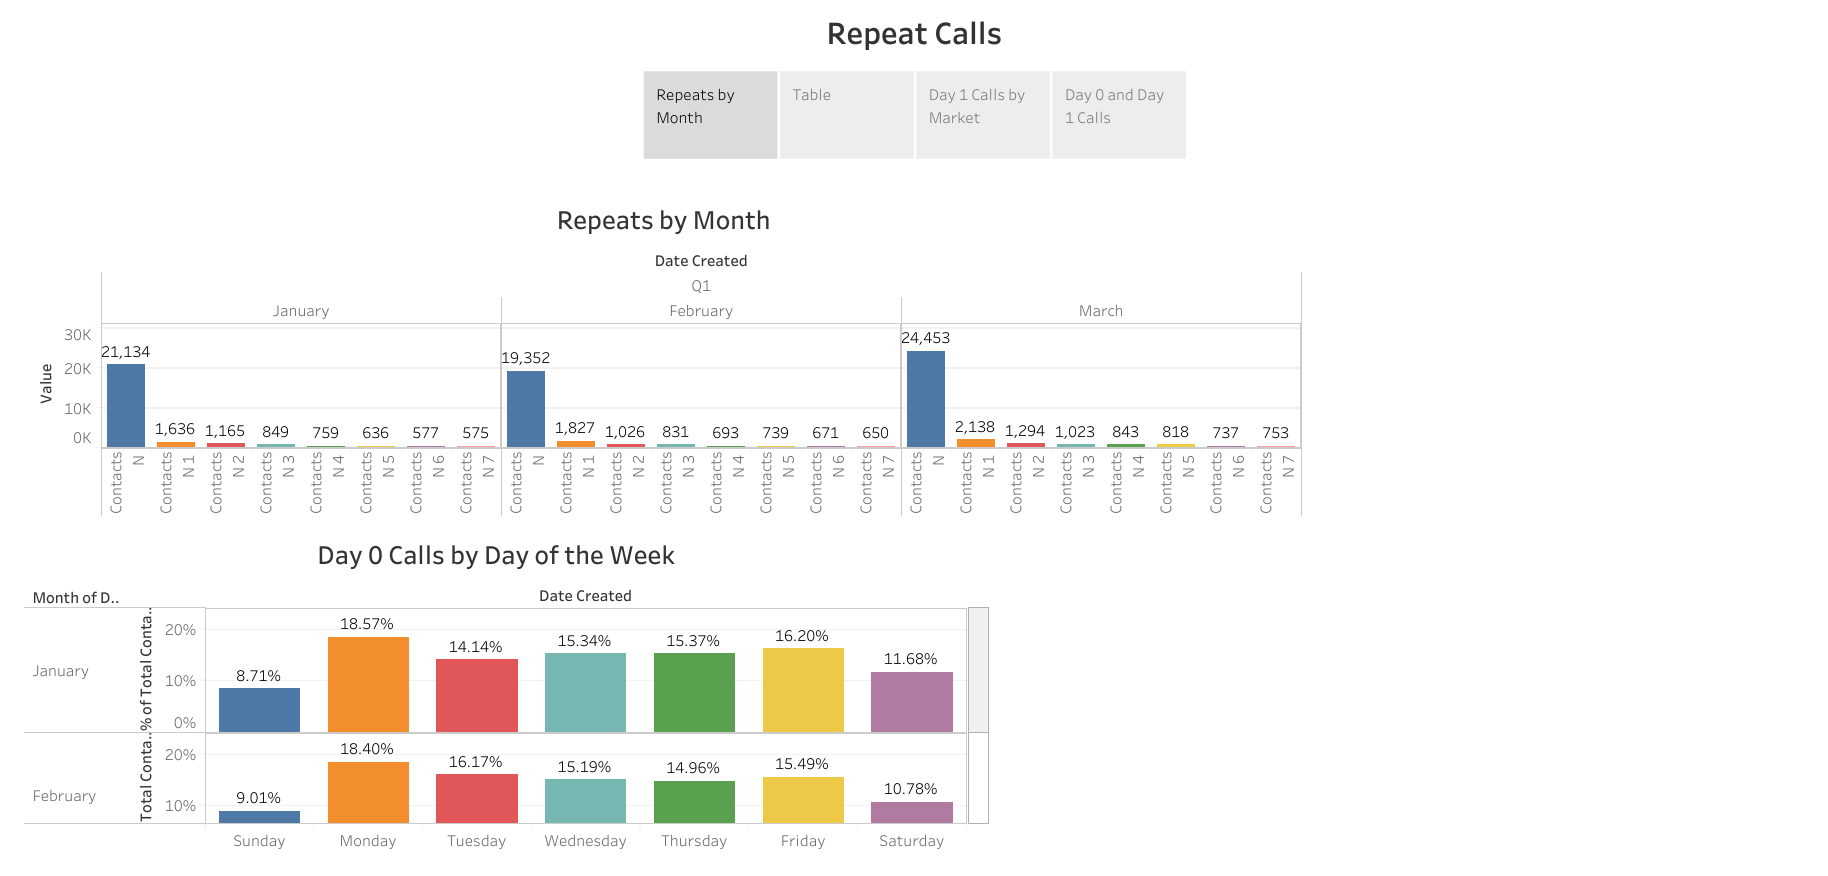 Repeat Calls
Repeats by
Month
Table
Day 1 Calls by
Market
Day 0 and Day
1 Calls
Repeats by Month
Date Created
Q1
January
February
March
Value
30K
20K
10K
0K
21,134
1,636
1,165
849
759
636
577
575
19,352
1,827
1,026
831
693
739
671
650
24,453
2,138
1,294
1,023
843
818
737
753
Contacts
N
Contacts
N 1
Contacts
N 2
Contacts
N 3
Contacts
N 4
Contacts
N 5
Contacts
N 6
Contacts
N 7
Contacts
N
Contacts
N 1
Contacts
N 2
Contacts
N 3
Contacts
N 4
Contacts
N 5
Contacts
N 6
Contacts
N 7
Contacts
N
Contacts
N 1
Contacts
N 2
Contacts
N 3
Contacts
N 4
Contacts
N 5
Contacts
N 6
Contacts
N 7
Day 0 Calls by Day of the Week
Month of D..
Date Created
January
% of Total Conta..
20%
10%
0%
8.71%
18.57%
14.14%
15.34%
15.37%
16.20%
11.68%
February
Total Conta..
20%
10%
9.01%
18.40%
16.17%
15.19%
14.96%
15.49%
10.78%
Sunday
Monday
Tuesday
Wednesday
Thursday
Friday
Saturday